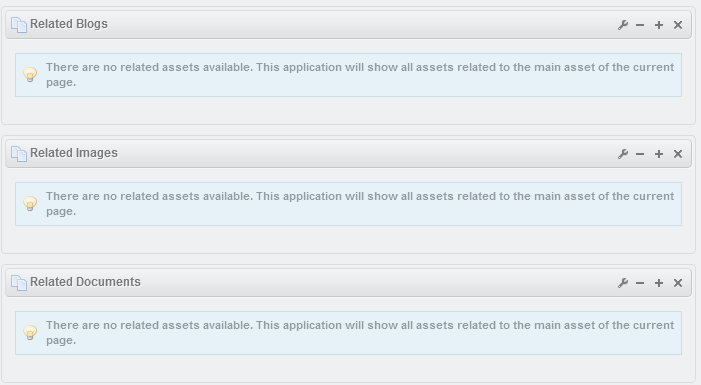 Related Blogs
There are no related assets available. This application will show all assets related to the main asset of the current
page.
Related Images
There are no related assets available. This application will show all assets related to the main asset of the current
page.
Related Documents
There are no related assets available. This application will show all assets related to the main asset of the current
page.